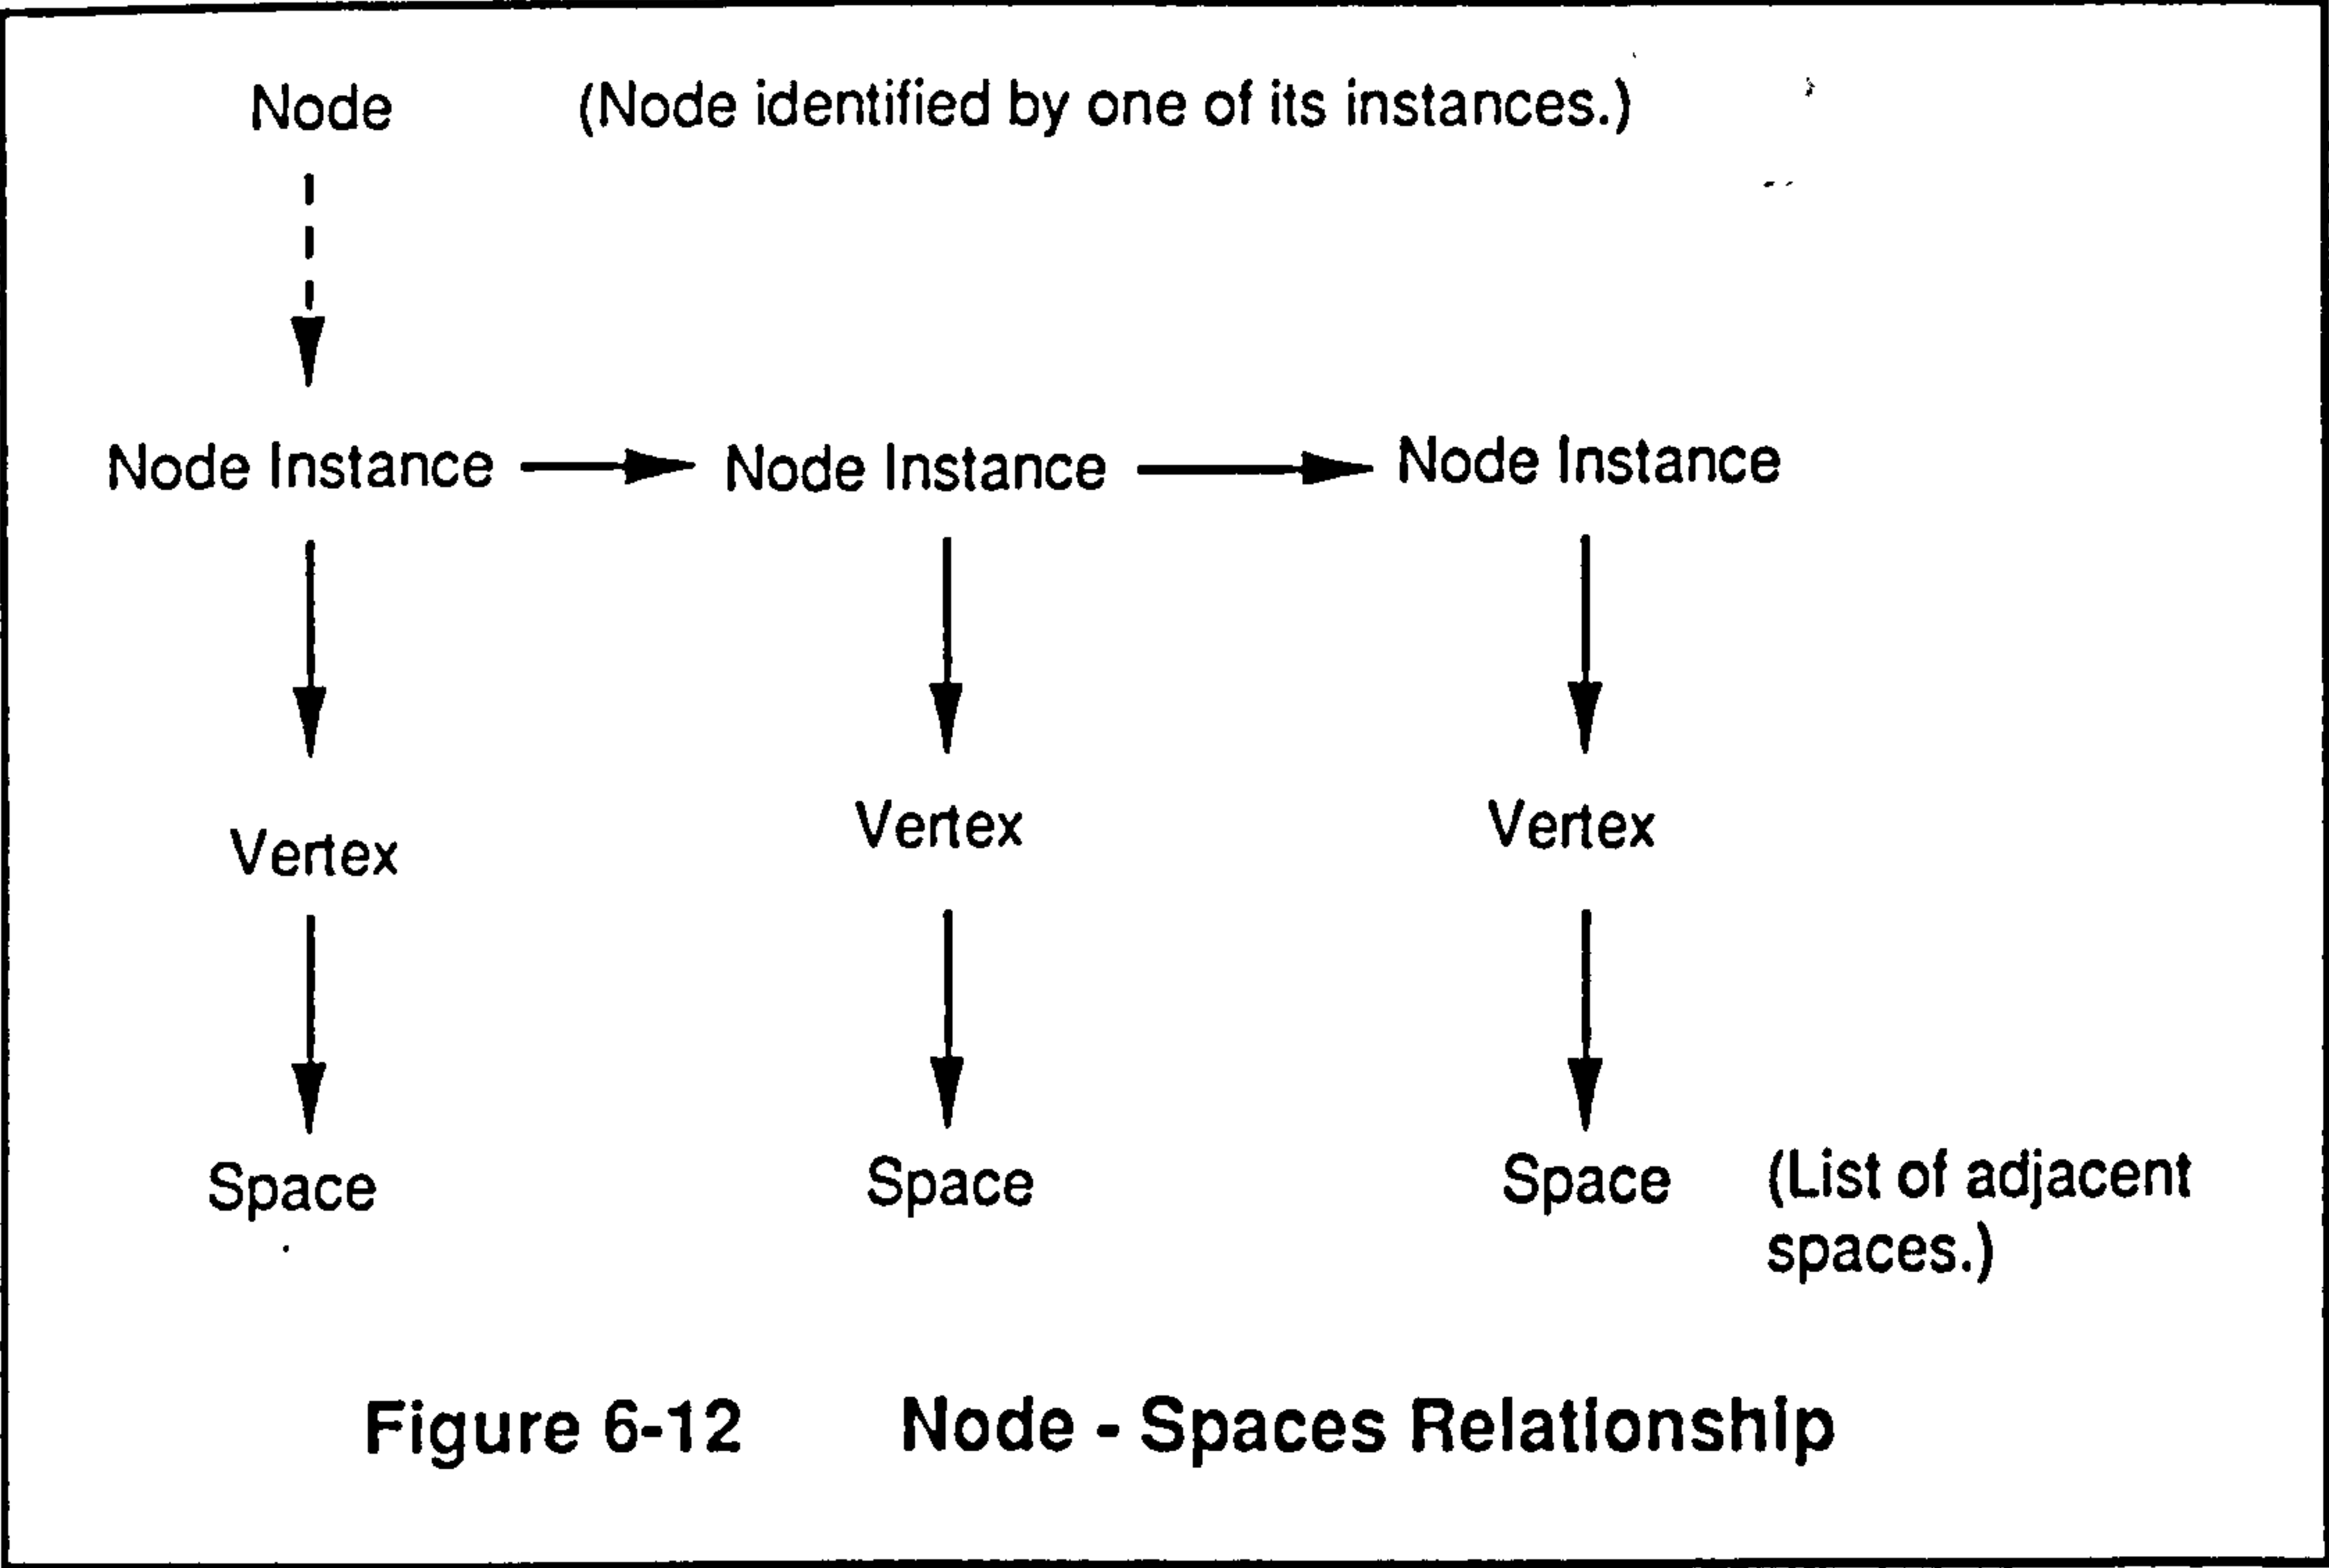 Node (Node identified by one of its instances.)
Node Instance Node Instance Node Instance
Vertex Vertex Vertex
Space Space Space (List of adjacent
spaces.)
Figure 6-12 Node - Spaces Relationship